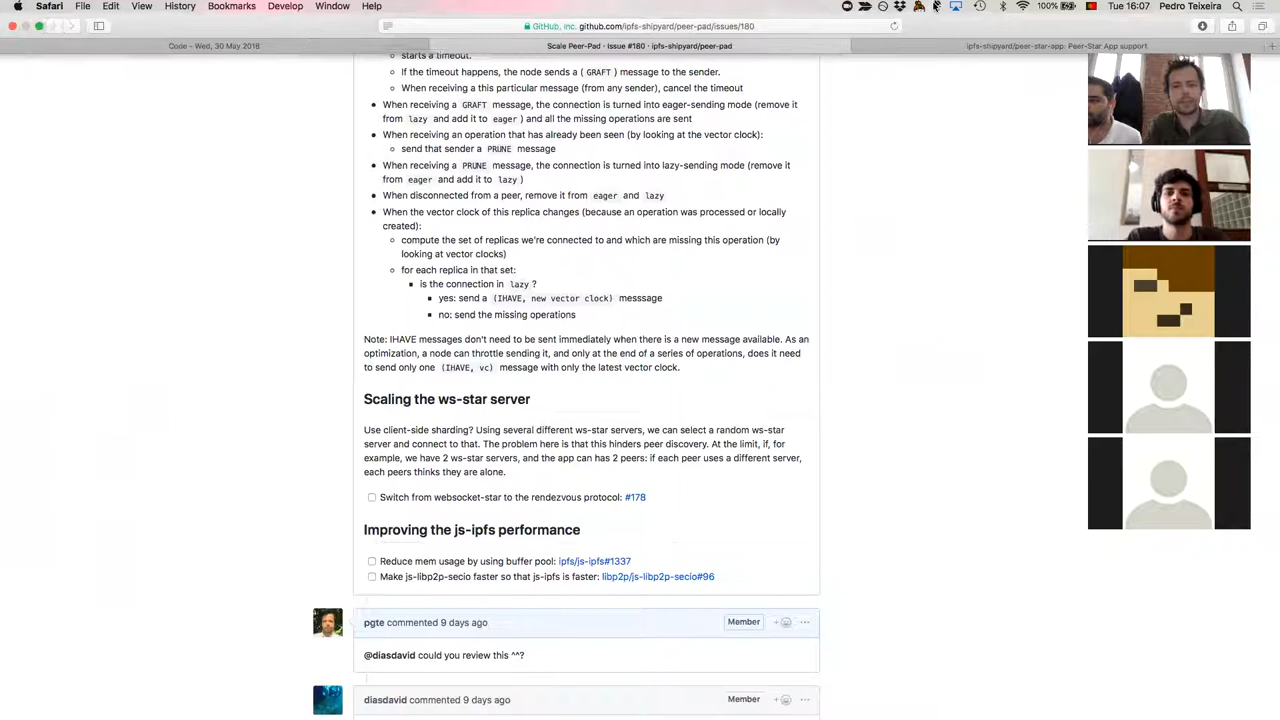 Safari File Edit View History Bookmarks Develop Window Help 100% Tue 16:07 Pedro Teixeira
GitHub, Inc. github.com/ipfs-shipyard/peer-pad/issues/180
Code – Wed, 30 May 2018
Scale Peer-Pad · Issue #180 · ipfs-shipyard/peer-pad
ipfs-shipyard/peer-star-app: Peer-Star App support
starts a timeout.
If the timeout happens, the node sends a ( GRAFT ) message to the sender.
When receiving a this particular message (from any sender), cancel the timeout
When receiving a GRAFT message, the connection is turned into eager-sending mode (remove it
from lazy and add it to eager ) and all the missing operations are sent
When receiving an operation that has already been seen (by looking at the vector clock):
send that sender a PRUNE message
When receiving a PRUNE message, the connection is turned into lazy-sending mode (remove it
from eager and add it to lazy )
When disconnected from a peer, remove it from eager and lazy
When the vector clock of this replica changes (because an operation was processed or locally
created):
compute the set of replicas we're connected to and which are missing this operation (by
looking at vector clocks)
for each replica in that set:
is the connection in lazy ?
yes: send a (IHAVE, new vector clock) messsage
no: send the missing operations
Note: IHAVE messages don't need to be sent immediately when there is a new message available. As an
optimization, a node can throttle sending it, and only at the end of a series of operations, does it need
to send only one (IHAVE, vc) message with only the latest vector clock.
Scaling the ws-star server
Use client-side sharding? Using several different ws-star servers, we can select a random ws-star
server and connect to that. The problem here is that this hinders peer discovery. At the limit, if, for
example, we have 2 ws-star servers, and the app can has 2 peers: if each peer uses a different server,
each peers thinks they are alone.
Switch from websocket-star to the rendezvous protocol: #178
Improving the js-ipfs performance
Reduce mem usage by using buffer pool: ipfs/js-ipfs#1337
Make js-libp2p-secio faster so that js-ipfs is faster: libp2p/js-libp2p-secio#96
pgte commented 9 days ago Member
@diasdavid could you review this ^^?
diasdavid commented 9 days ago Member